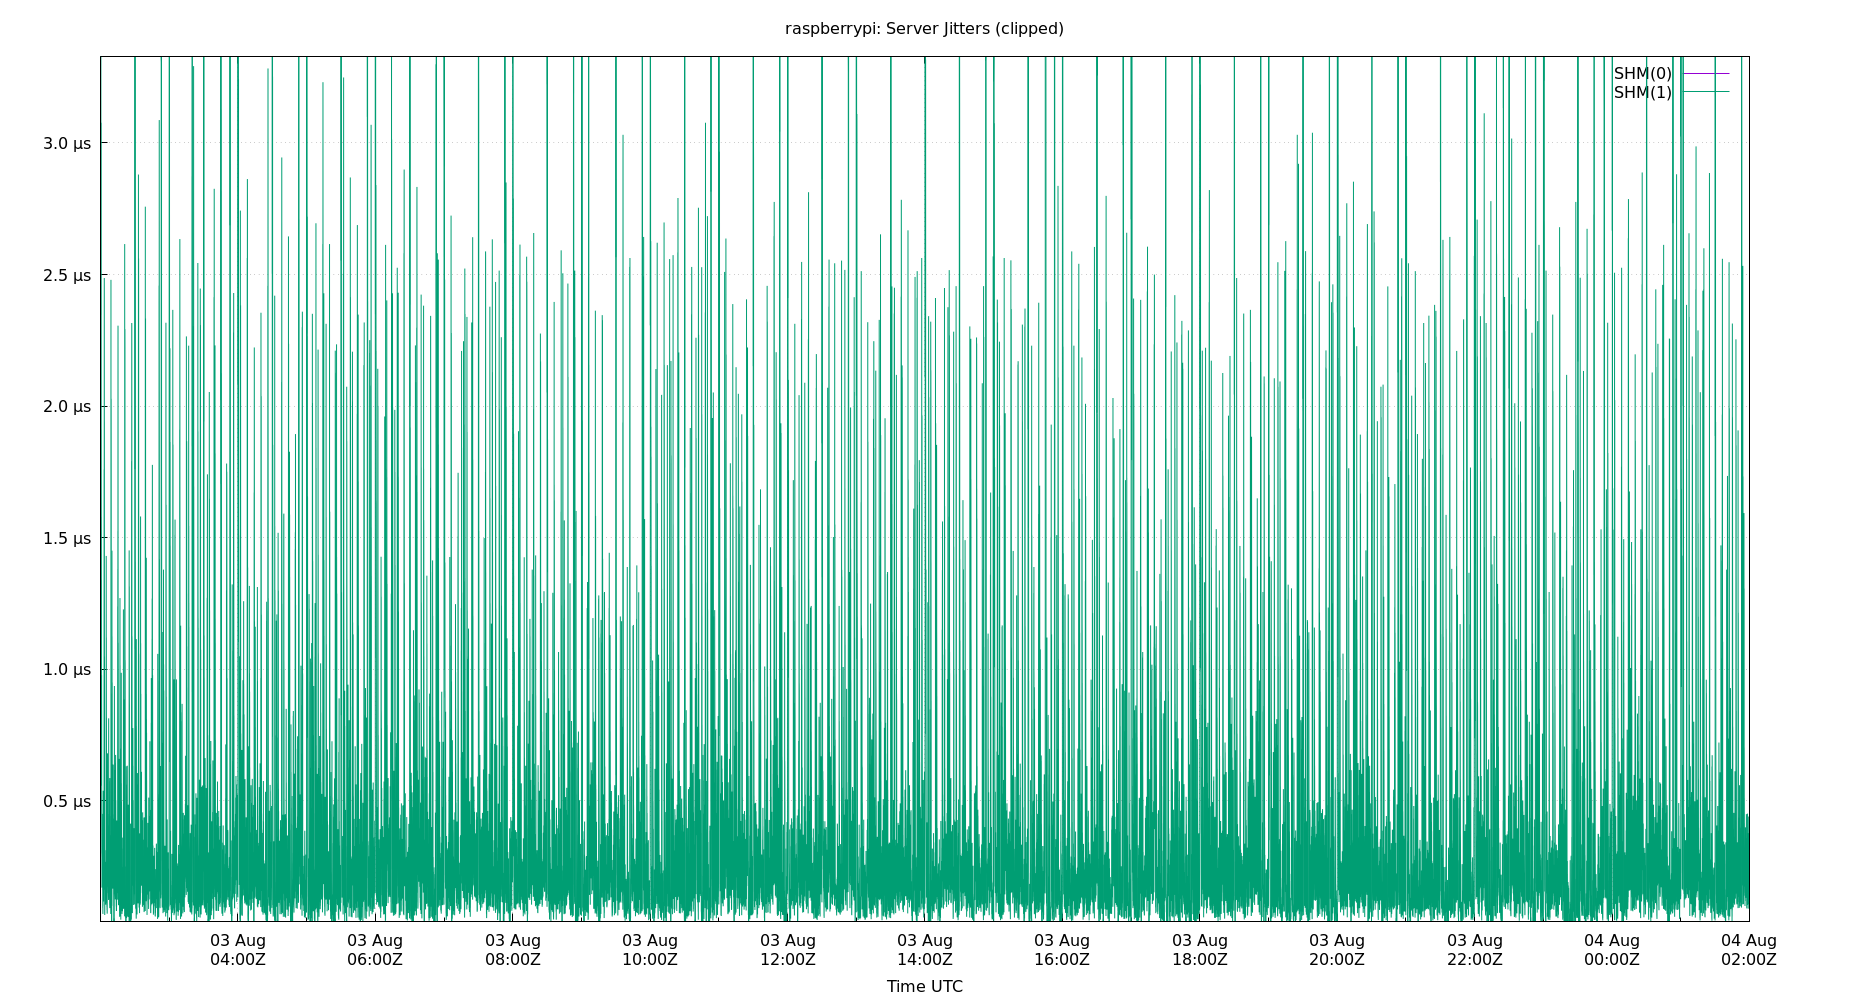 raspberrypi: Server Jitters (clipped)
SHM(0)
SHM(1)
3.0 µs
2.5 µs
2.0 µs
1.5 µs
1.0 µs
0.5 µs
03 Aug 03 Aug 03 Aug 03 Aug 03 Aug 03 Aug 03 Aug 03 Aug 03 Aug 03 Aug 04 Aug 04 Aug
04:00Z 06:00Z 08:00Z 10:00Z 12:00Z 14:00Z 16:00Z 18:00Z 20:00Z 22:00Z 00:00Z 02:00Z
Time UTC